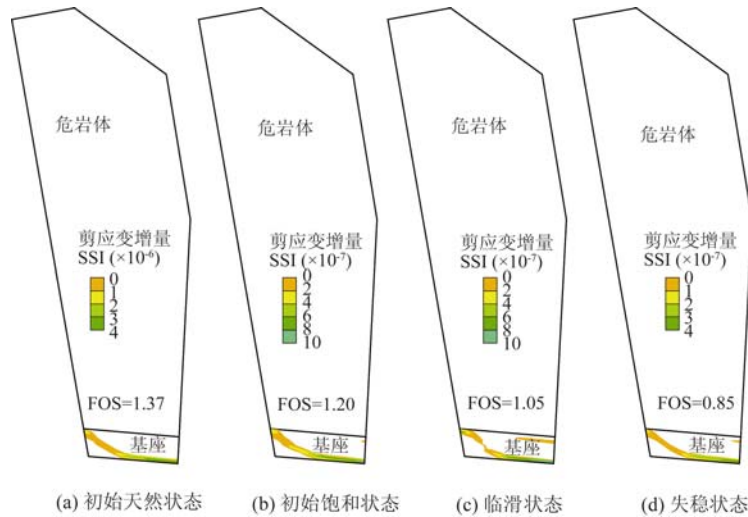 危岩体
剪应变增量
SSI (×10⁻⁶)
0
1
2
3
4
FOS=1.37
基座
(a) 初始天然状态
危岩体
剪应变增量
SSI (×10⁻⁷)
0
2
4
6
8
10
FOS=1.20
基座
(b) 初始饱和状态
危岩体
剪应变增量
SSI (×10⁻⁷)
0
2
4
6
8
10
FOS=1.05
基座
(c) 临滑状态
危岩体
剪应变增量
SSI (×10⁻⁷)
0
1
2
3
4
FOS=0.85
基座
(d) 失稳状态